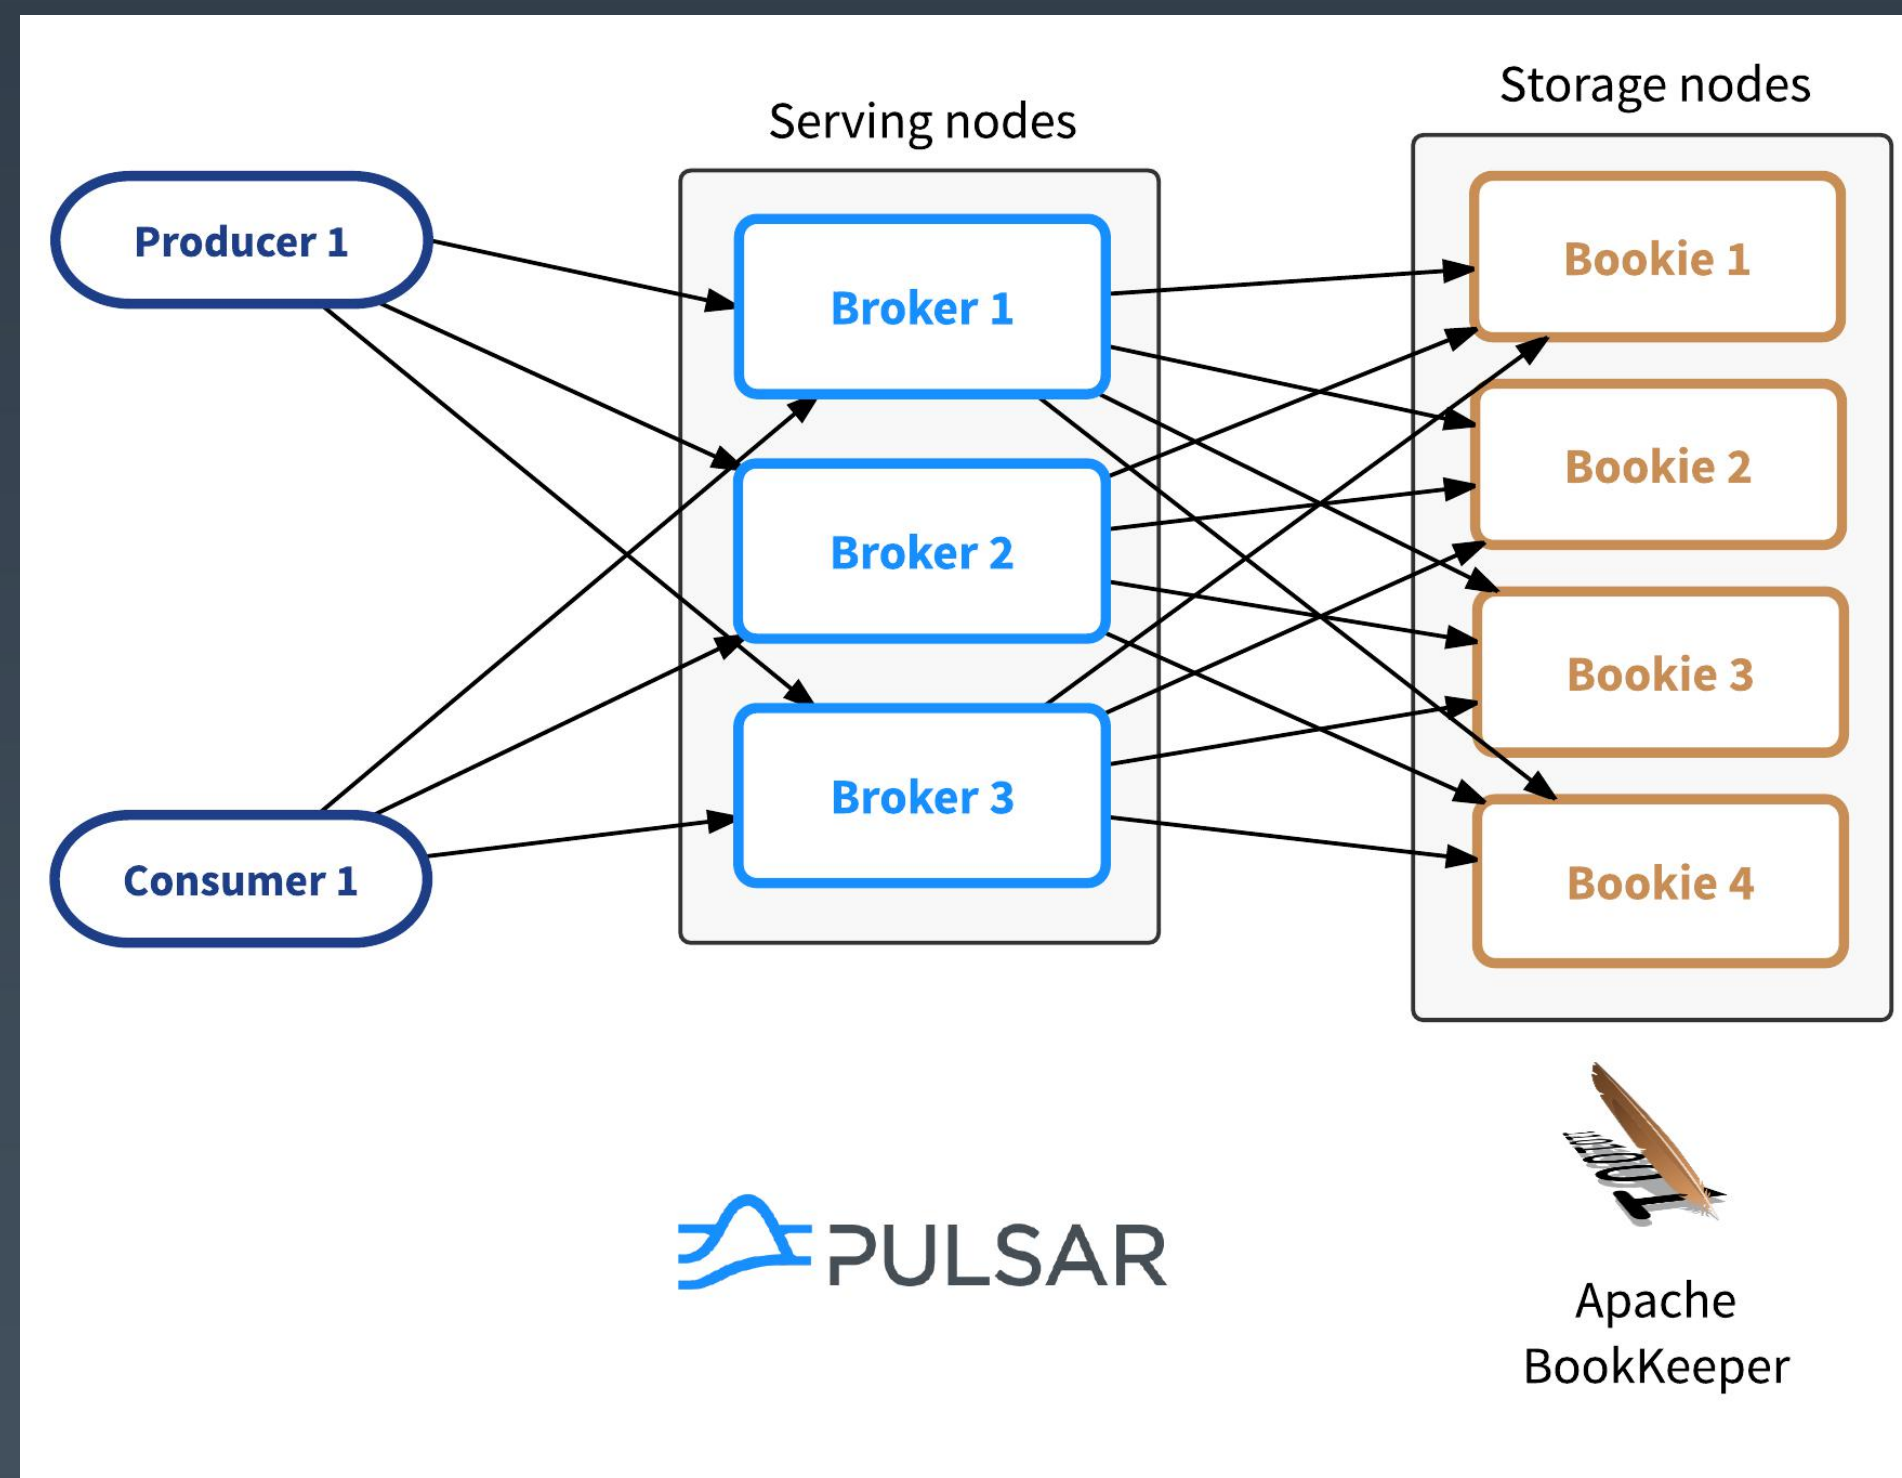 Storage nodes
Serving nodes
Producer 1
Consumer 1
Broker 1
Broker 2
Broker 3
Bookie 1
Bookie 2
Bookie 3
Bookie 4
PULSAR
Apache
BookKeeper